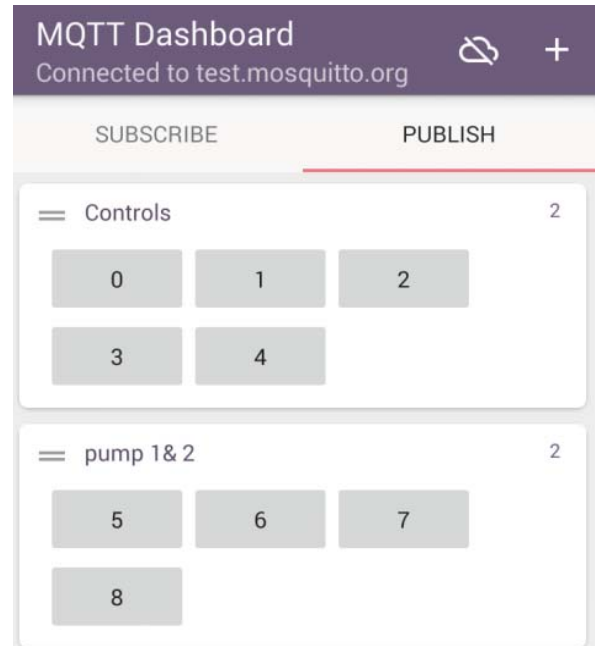 MQTT Dashboard
Connected to test.mosquitto.org
SUBSCRIBE PUBLISH
Controls 2
0 1 2
3 4
pump 1& 2 2
5 6 7
8